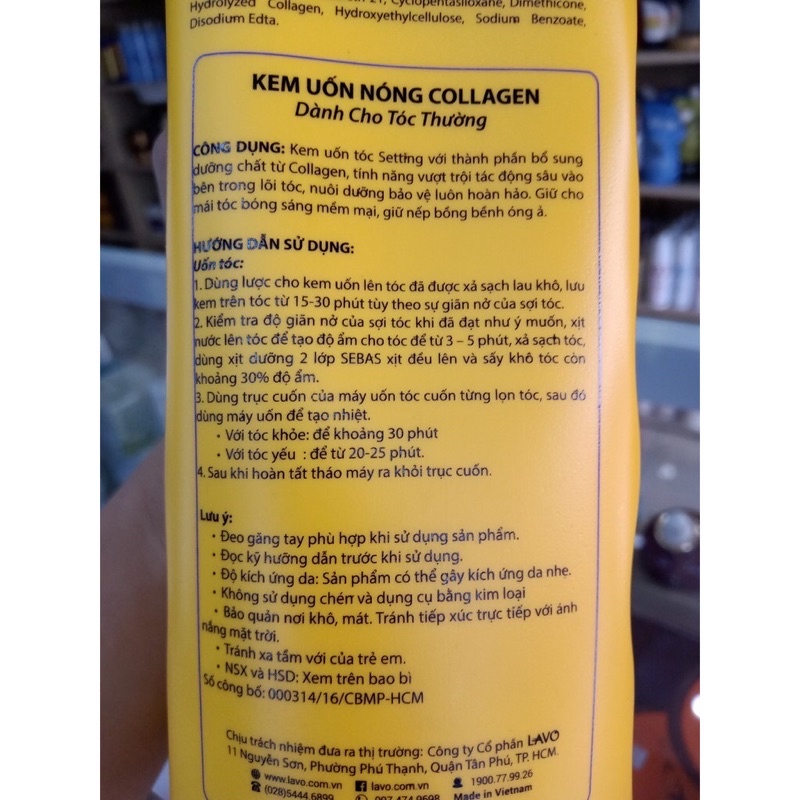 Hydrolyzed Collagen, 21, Cyclopentasiloxane, Dimethicone,
Disodium Edta. Hydroxyethylcellulose, Sodium Benzoate,
KEM UỐN NÓNG COLLAGEN
Dành Cho Tóc Thường
CÔNG DỤNG: Kem uốn tóc Setting với thành phần bổ sung
dưỡng chất từ Collagen, tính năng vượt trội tác động sâu vào
bên trong lõi tóc, nuôi dưỡng bảo vệ luôn hoàn hảo. Giữ cho
mái tóc bóng sáng mềm mại, giữ nếp bồng bềnh óng ả.
HƯỚNG DẪN SỬ DỤNG:
Uốn tóc:
1. Dùng lược cho kem uốn lên tóc đã được xả sạch lau khô, lưu
kem trên tóc từ 15-30 phút tùy theo sự giãn nở của sợi tóc.
2. Kiểm tra độ giãn nở của sợi tóc khi đã đạt như ý muốn, xịt
nước lên tóc để tạo độ ẩm cho tóc để từ 3 – 5 phút, xả sạch tóc,
dùng xịt dưỡng 2 lớp SEBAS xịt đều lên và sấy khô tóc còn
khoảng 30% độ ẩm.
3. Dùng trục cuốn của máy uốn tóc cuốn từng lọn tóc, sau đó
dùng máy uốn để tạo nhiệt.
• Với tóc khỏe: để khoảng 30 phút
• Với tóc yếu : để từ 20-25 phút.
4. Sau khi hoàn tất tháo máy ra khỏi trục cuốn.
Lưu ý:
• Đeo găng tay phù hợp khi sử dụng sản phẩm.
• Đọc kỹ hướng dẫn trước khi sử dụng.
• Độ kích ứng da: Sản phẩm có thể gây kích ứng da nhẹ.
• Không sử dụng chén và dụng cụ bằng kim loại
• Bảo quản nơi khô, mát. Tránh tiếp xúc trực tiếp với ánh
nắng mặt trời.
• Tránh xa tầm với của trẻ em.
• NSX và HSD: Xem trên bao bì
Số công bố: 000314/16/CBMP-HCM
Chịu trách nhiệm đưa ra thị trường: Công ty Cổ phần LAVO
11 Nguyễn Sơn, Phường Phú Thạnh, Quận Tân Phú, TP. HCM.
www.lavo.com.vn lavo.com.vn 1900.77.99.26
(028)5444.6899 097.474.9698 Made in Vietnam